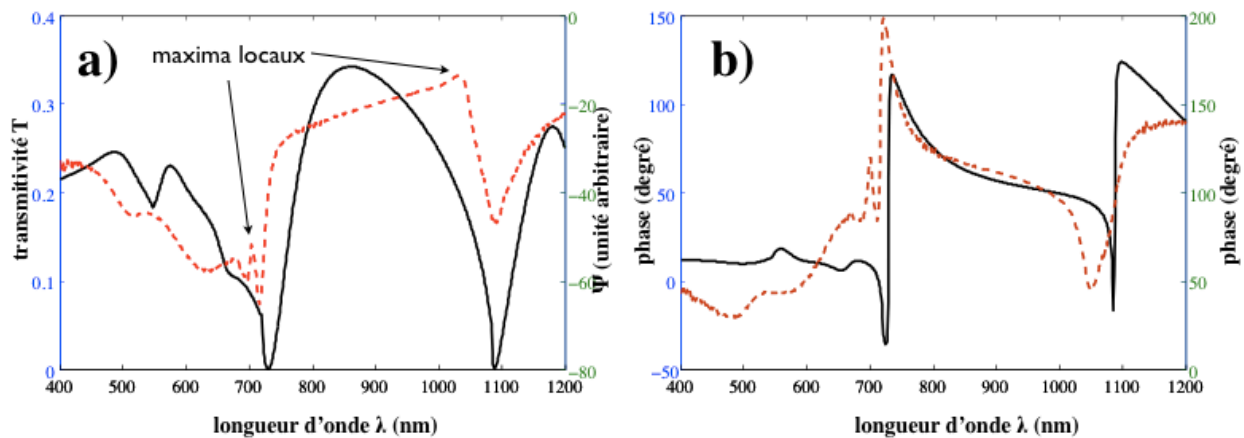 a)
maxima locaux
transmitivité T
0.4
0.3
0.2
0.1
0
0
−20
−40
−60
−80
Ψ (unité arbitraire)
400 500 600 700 800 900 1000 1100 1200
longueur d'onde λ (nm)
b)
phase (degré)
150
100
50
0
−50
200
150
100
50
0
phase (degré)
400 500 600 700 800 900 1000 1100 1200
longueur d'onde λ (nm)